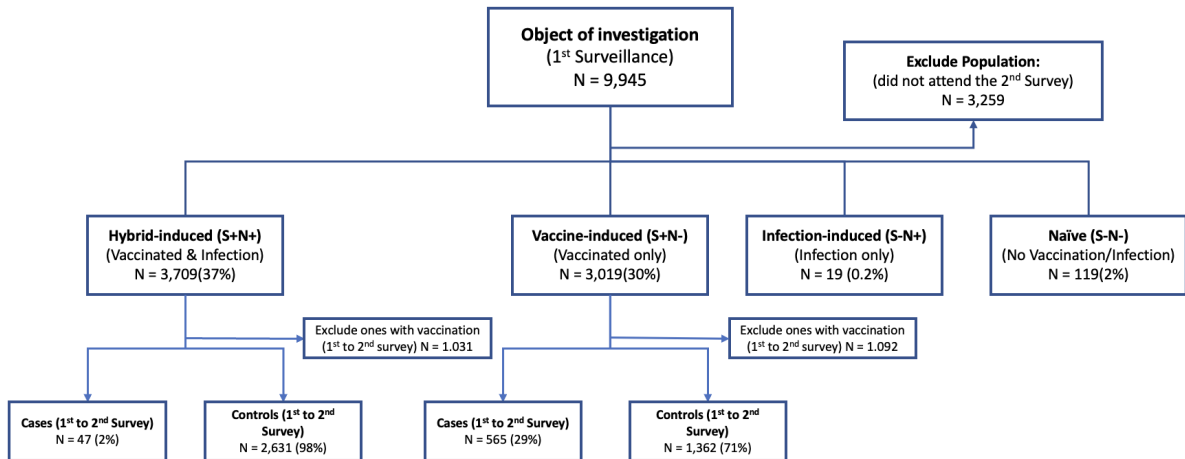 Object of investigation
(1st Surveillance)
N = 9,945
Exclude Population:
(did not attend the 2nd Survey)
N = 3,259
Hybrid-induced (S+N+)
(Vaccinated & Infection)
N = 3,709(37%)
Vaccine-induced (S+N-)
(Vaccinated only)
N = 3,019(30%)
Infection-induced (S-N+)
(Infection only)
N = 19 (0.2%)
Naïve (S-N-)
(No Vaccination/Infection)
N = 119(2%)
Exclude ones with vaccination
(1st to 2nd survey) N = 1.031
Exclude ones with vaccination
(1st to 2nd survey) N = 1.092
Cases (1st to 2nd Survey)
N = 47 (2%)
Controls (1st to 2nd
Survey)
N = 2,631 (98%)
Cases (1st to 2nd Survey)
N = 565 (29%)
Controls (1st to 2nd
Survey)
N = 1,362 (71%)